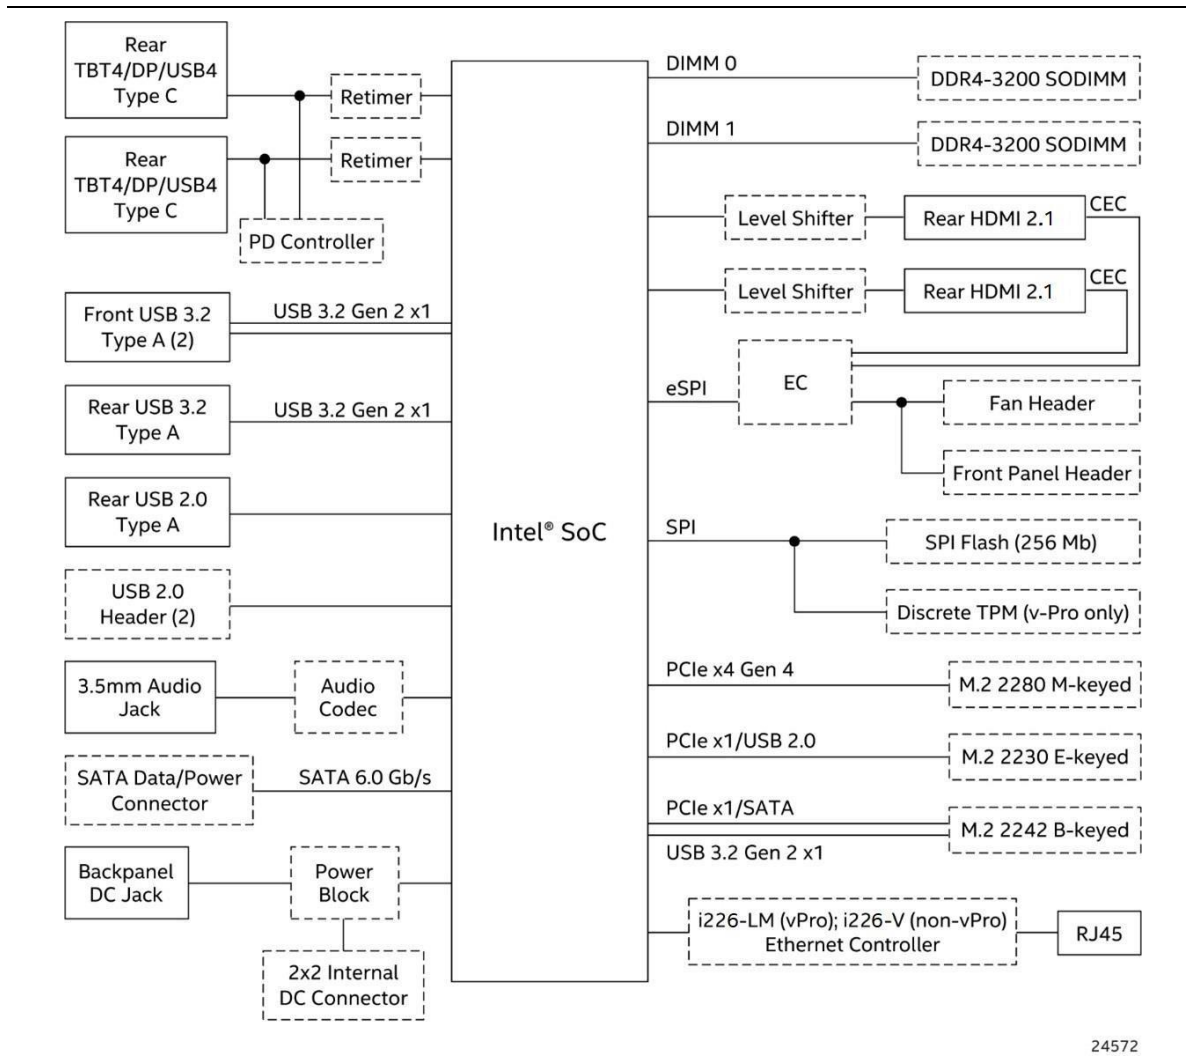 Rear
TBT4/DP/USB4
Type C
Retimer
Rear
TBT4/DP/USB4
Type C
Retimer
PD Controller
Front USB 3.2
Type A (2)
USB 3.2 Gen 2 x1
Rear USB 3.2
Type A
USB 3.2 Gen 2 x1
Rear USB 2.0
Type A
USB 2.0
Header (2)
3.5mm Audio
Jack
Audio
Codec
SATA Data/Power
Connector
SATA 6.0 Gb/s
Backpanel
DC Jack
Power
Block
2x2 Internal
DC Connector
Intel® SoC
DIMM 0
DDR4-3200 SODIMM
DIMM 1
DDR4-3200 SODIMM
Level Shifter
Rear HDMI 2.1
CEC
Level Shifter
Rear HDMI 2.1
CEC
eSPI
EC
Fan Header
Front Panel Header
SPI
SPI Flash (256 Mb)
Discrete TPM (v-Pro only)
PCIe x4 Gen 4
M.2 2280 M-keyed
PCIe x1/USB 2.0
M.2 2230 E-keyed
PCIe x1/SATA
M.2 2242 B-keyed
USB 3.2 Gen 2 x1
i226-LM (vPro); i226-V (non-vPro)
Ethernet Controller
RJ45
24572